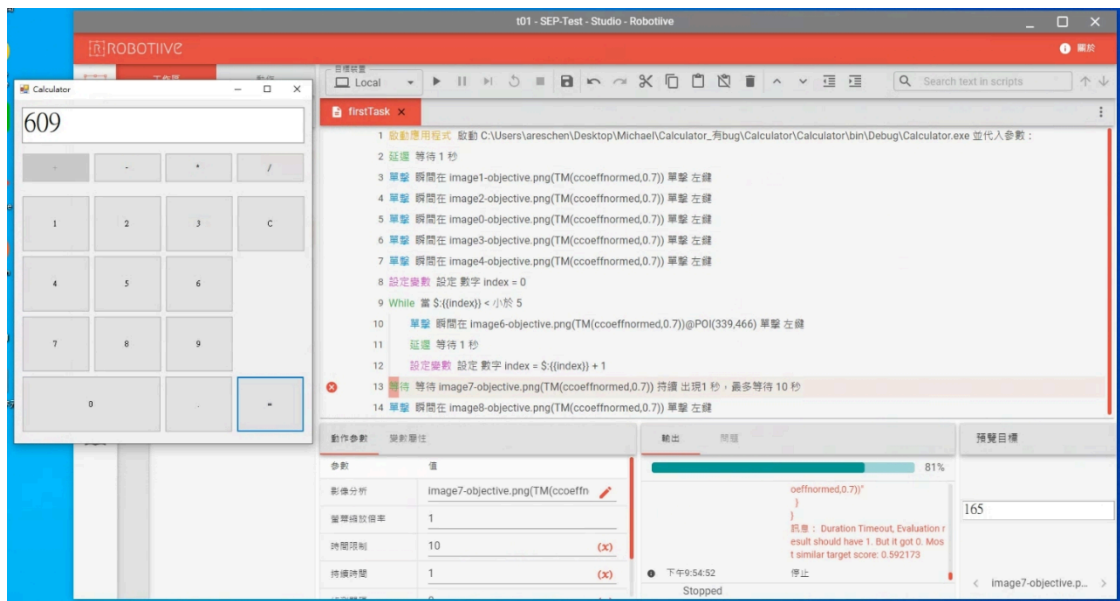 t01 - SEP-Test - Studio - Robotiive
ROBOTIIVE
關於
目標裝置
Local
Search text in scripts
Calculator
609
-
*
/
1
2
3
C
4
5
6
7
8
9
0
.
=
firstTask
1 啟動應用程式 啟動 C:\Users\areschen\Desktop\Michael\Calculator_有bug\Calculator\Calculator\bin\Debug\Calculator.exe 並代入參數：
2 延遲 等待 1 秒
3 單擊 瞬間在 image1-objective.png(TM(ccoeffnormed,0.7)) 單擊 左鍵
4 單擊 瞬間在 image2-objective.png(TM(ccoeffnormed,0.7)) 單擊 左鍵
5 單擊 瞬間在 image0-objective.png(TM(ccoeffnormed,0.7)) 單擊 左鍵
6 單擊 瞬間在 image3-objective.png(TM(ccoeffnormed,0.7)) 單擊 左鍵
7 單擊 瞬間在 image4-objective.png(TM(ccoeffnormed,0.7)) 單擊 左鍵
8 設定變數 設定 數字 index = 0
9 While 當 $:{{index}} < 小於 5
10 單擊 瞬間在 image6-objective.png(TM(ccoeffnormed,0.7))@POI(339,466) 單擊 左鍵
11 延遲 等待 1 秒
12 設定變數 設定 數字 index = $:{{index}} + 1
13 等待 等待 image7-objective.png(TM(ccoeffnormed,0.7)) 持續 出現1 秒，最多等待 10 秒
14 單擊 瞬間在 image8-objective.png(TM(ccoeffnormed,0.7)) 單擊 左鍵
動作參數
輸出
問題
預覽目標
參數 值
影像分析 image7-objective.png(TM(ccoeffn
螢幕縮放倍率 1
時間限制 10 (x)
持續時間 1 (x)
81%
oeffnormed,0.7))"
}
}
訊息： Duration Timeout, Evaluation r
esult should have 1. But it got 0. Mos
t similar target score: 0.592173
下午9:54:52 停止
Stopped
165
< image7-objective.p... >